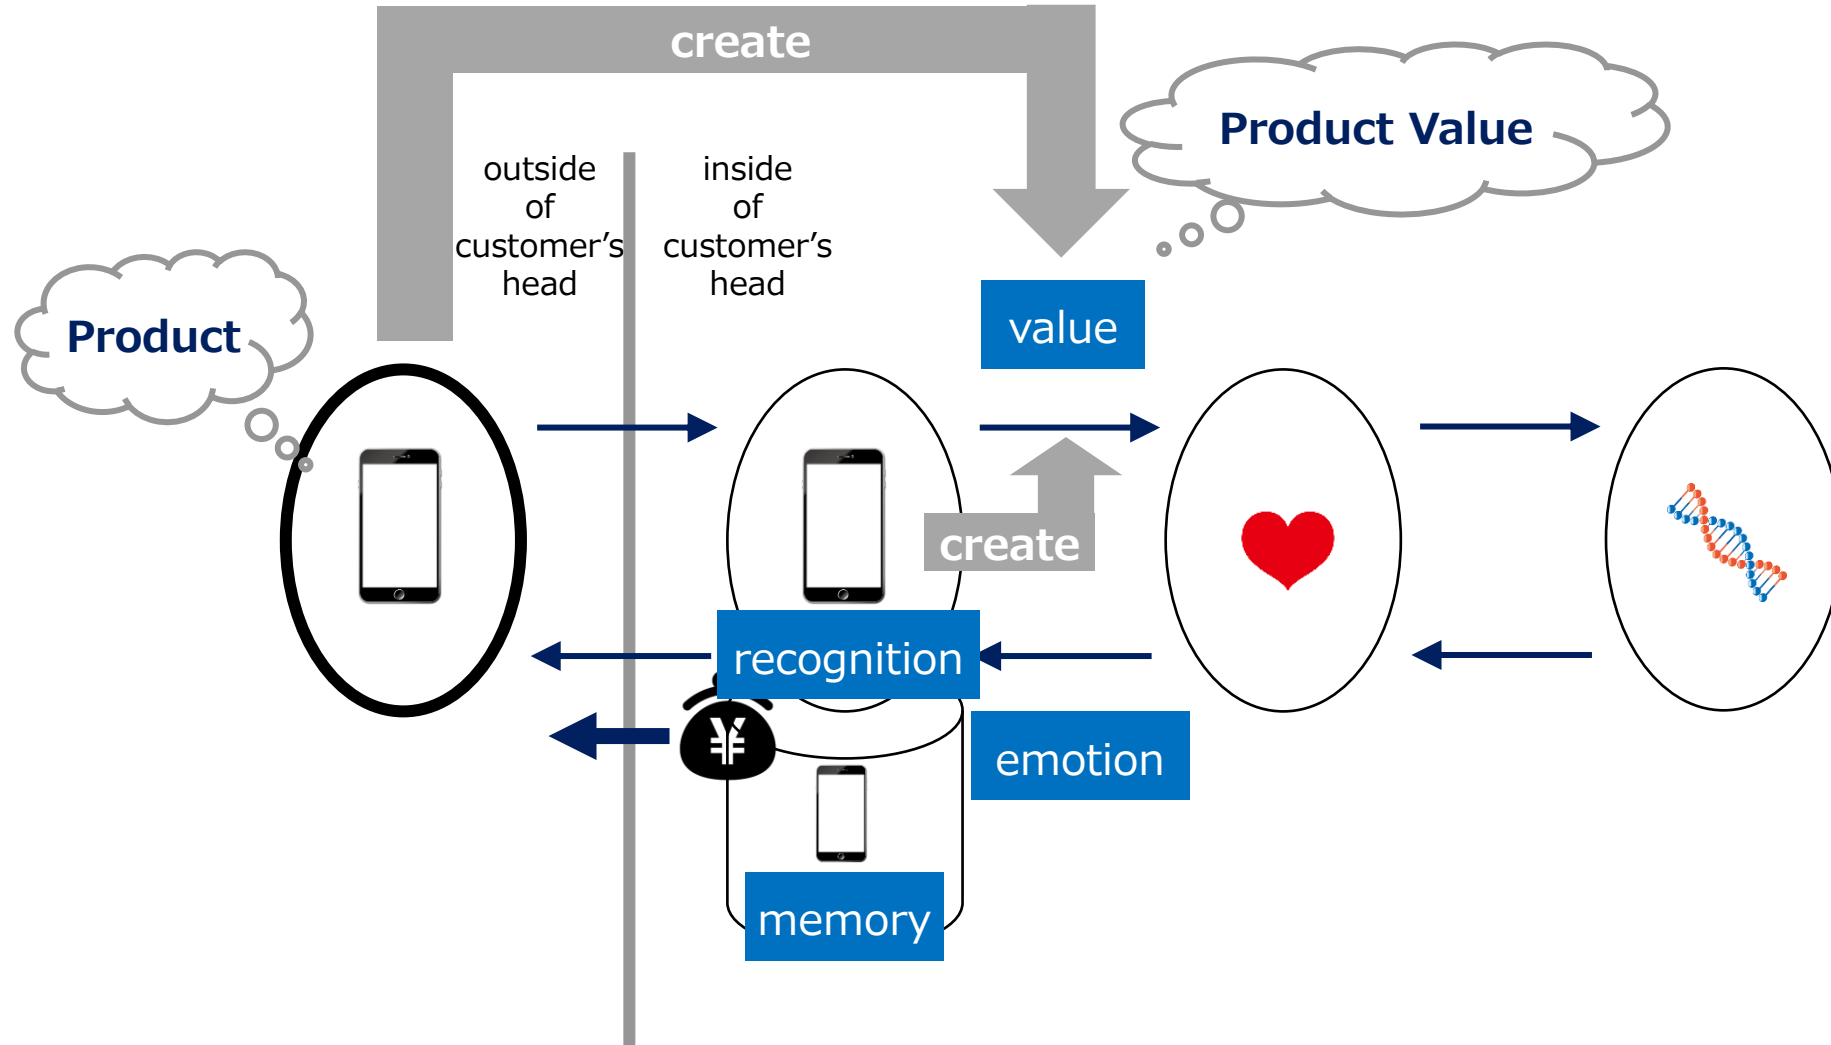 create
Product Value
outside
of
customer's
head
inside
of
customer's
head
Product
value
create
recognition
¥
emotion
memory